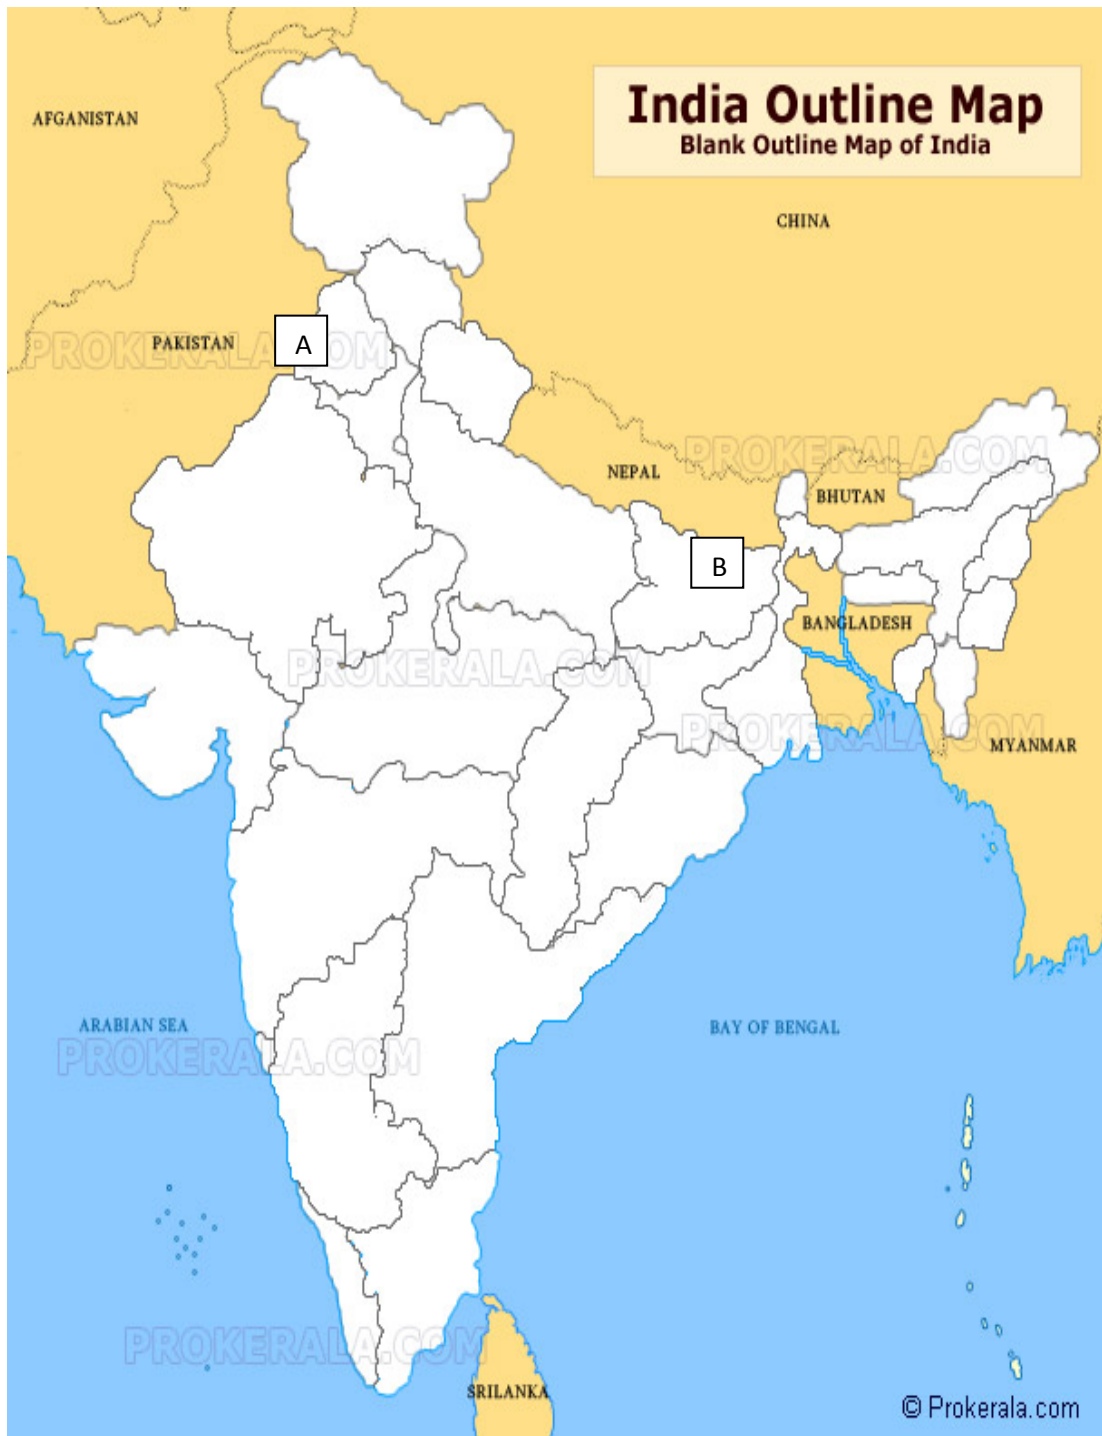 India Outline Map
Blank Outline Map of India
AFGANISTAN
CHINA
PROKERALA.COM
PAKISTAN
A
PROKERALA.COM
NEPAL
BHUTAN
B
BANGLADESH
PROKERALA.COM
PROKERALA.COM
MYANMAR
ARABIAN SEA
BAY OF BENGAL
PROKERALA.COM
PROKERALA.COM
SRILANKA
© Prokerala.com